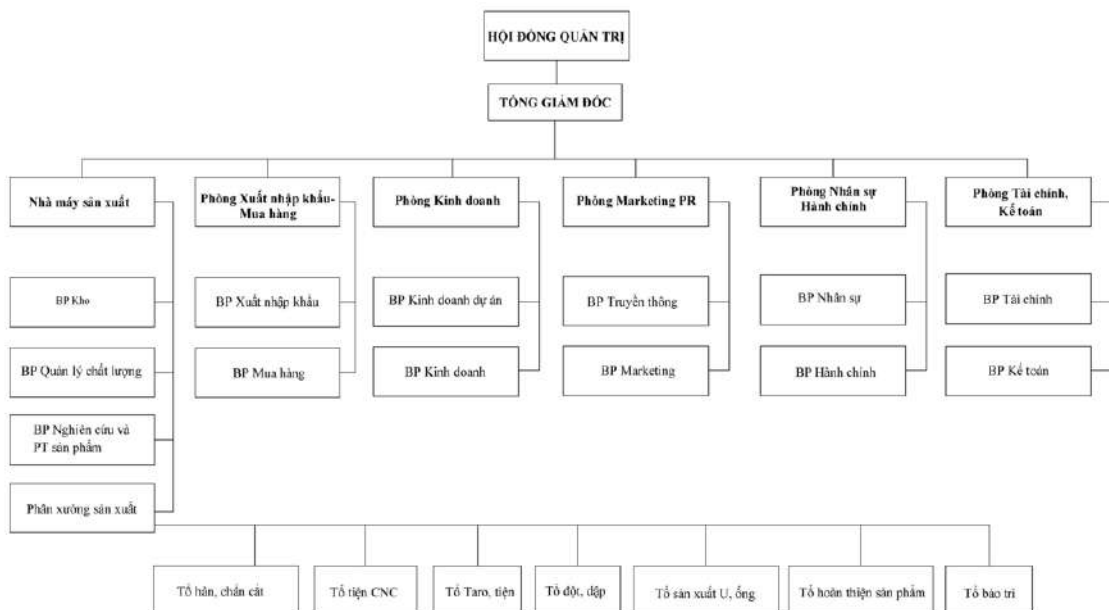 HỘI ĐỒNG QUẢN TRỊ
TỔNG GIÁM ĐỐC
Nhà máy sản xuất
Phòng Xuất nhập khẩu-
Mua hàng
Phòng Kinh doanh
Phòng Marketing PR
Phòng Nhân sự
Hành chính
Phòng Tài chính,
Kế toán
BP Kho
BP Xuất nhập khẩu
BP Kinh doanh dự án
BP Truyền thông
BP Nhân sự
BP Tài chính
BP Quản lý chất lượng
BP Mua hàng
BP Kinh doanh
BP Marketing
BP Hành chính
BP Kế toán
BP Nghiên cứu và
PT sản phẩm
Phân xưởng sản xuất
Tổ hàn, chấn cắt
Tổ tiện CNC
Tổ Taro, tiện
Tổ đột, dập
Tổ sản xuất U, ống
Tổ hoàn thiện sản phẩm
Tổ bảo trì